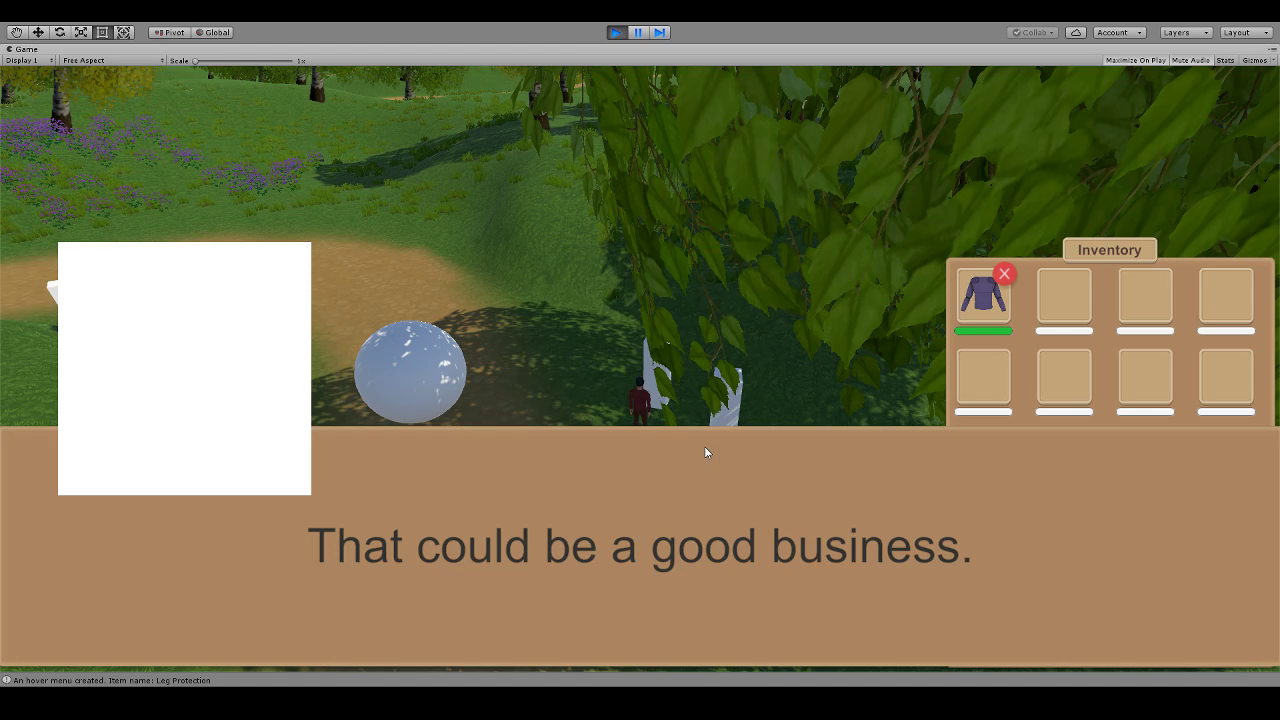 Pivot Global Collab Account Layers Layout
Game
Display 1 Free Aspect Scale 1x Maximize On Play Mute Audio Stats Gizmos
Inventory
That could be a good business.
An hover menu created. Item name: Leg Protection